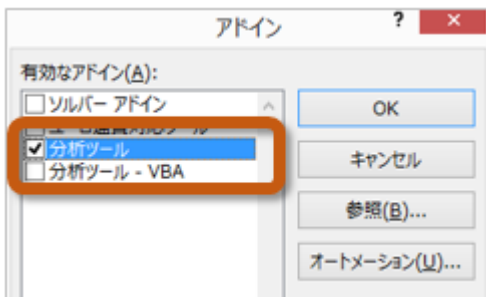 アドイン
?
×
有効なアドイン(A):
ソルバー アドイン
分析ツール
分析ツール - VBA
OK
キャンセル
参照(B)...
オートメーション(U)...